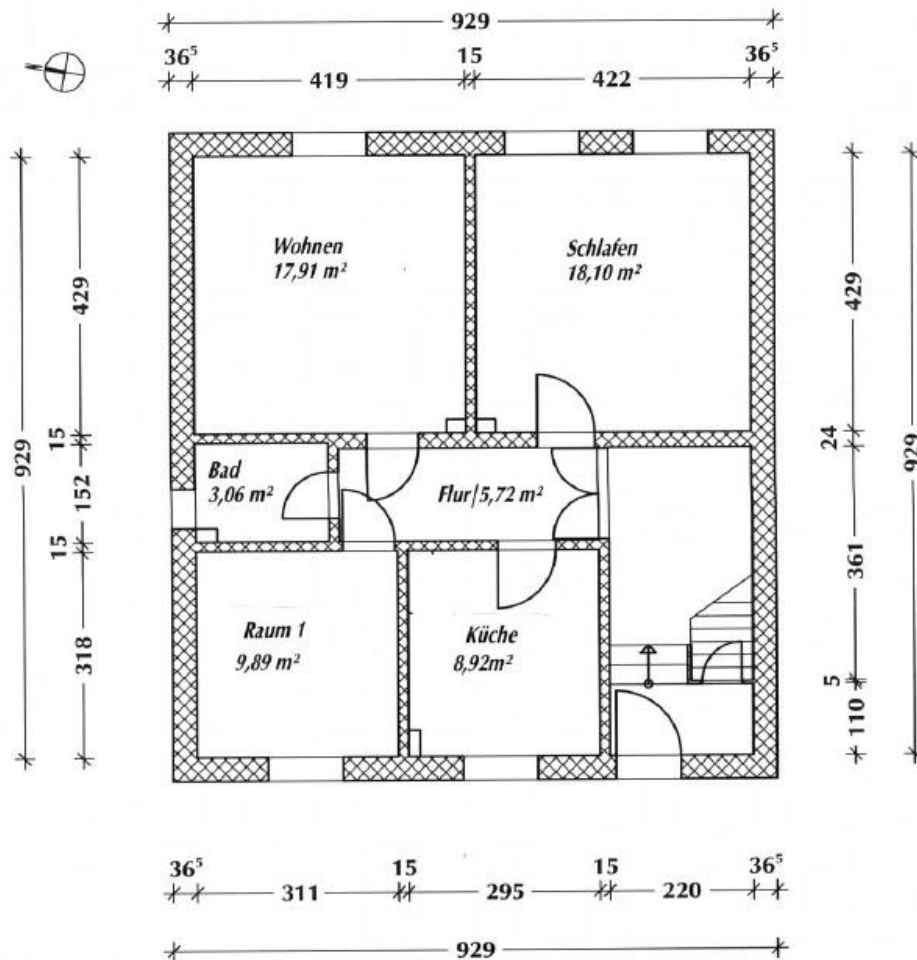 929
36⁵
15
36⁵
419
422
N
Wohnen
17,91 m²
Schlafen
18,10 m²
929
429
15
152
15
318
429
24
361
5
110
929
Bad
3,06 m²
Flur/5,72 m²
Raum 1
9,89 m²
Küche
8,92m²
36⁵
15
15
36⁵
311
295
220
929